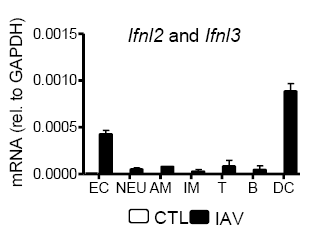 Ifnl2 and Ifnl3
mRNA (rel. to GAPDH)
0.0015
0.0010
0.0005
0.0000
EC NEU AM IM T B DC
CTL IAV